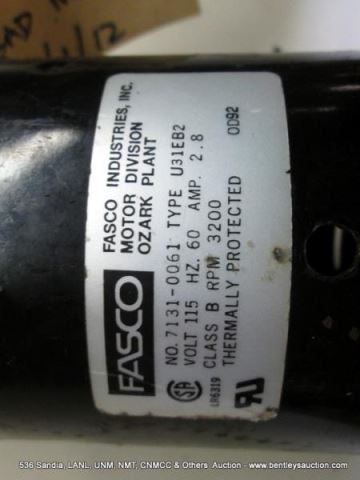 FASCO INDUSTRIES, INC.
MOTOR DIVISION
OZARK PLANT
FASCO
NO. 7131-0061 TYPE U31EB2
VOLT 115 HZ. 60 AMP. 2.8
CLASS B RPM 3200 OD92
THERMALLY PROTECTED
LR6319
536 Sandia, LANL, UNM, NMT, CNMCC & Others Auction - www.bentleysauction.com